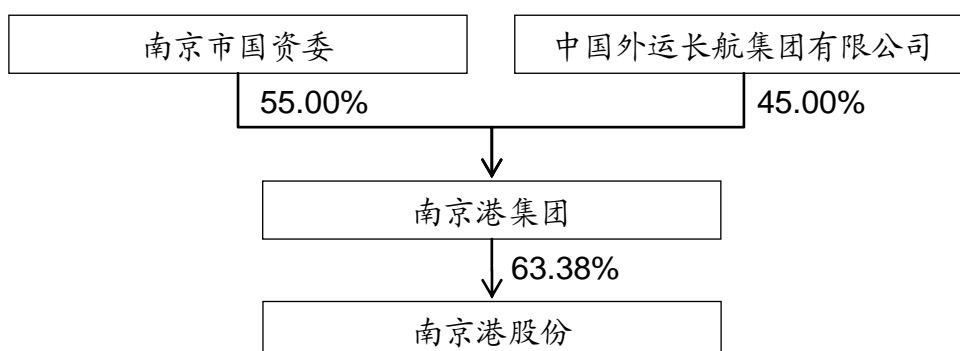 南京市国资委
中国外运长航集团有限公司
55.00%
45.00%
南京港集团
63.38%
南京港股份